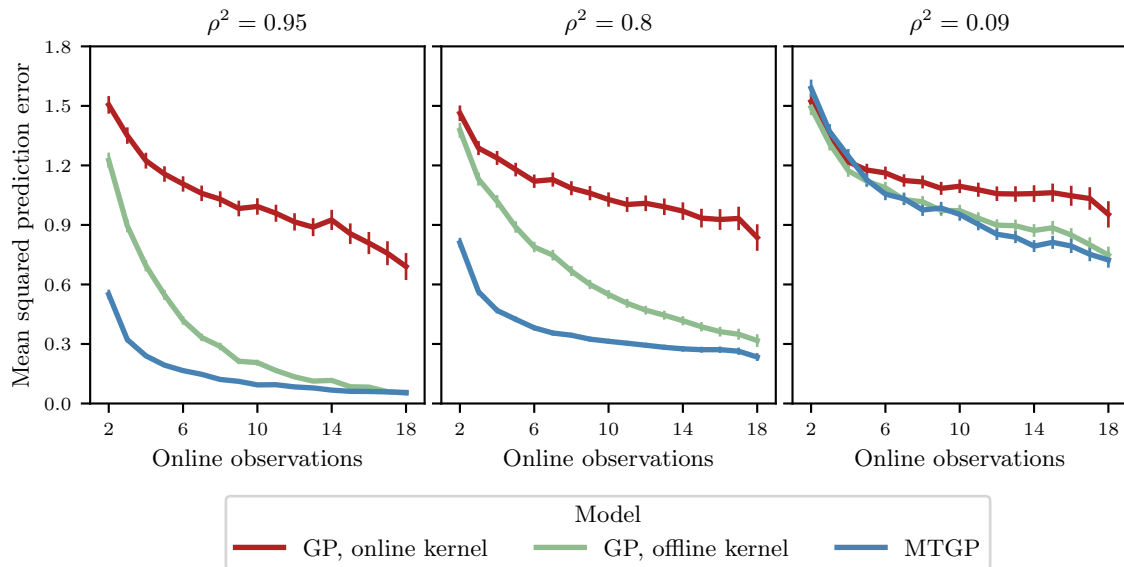 ρ² = 0.95 ρ² = 0.8 ρ² = 0.09
Mean squared prediction error
1.8
1.5
1.2
0.9
0.6
0.3
0.0
2 6 10 14 18 2 6 10 14 18 2 6 10 14 18
Online observations Online observations Online observations
Model
GP, online kernel GP, offline kernel MTGP